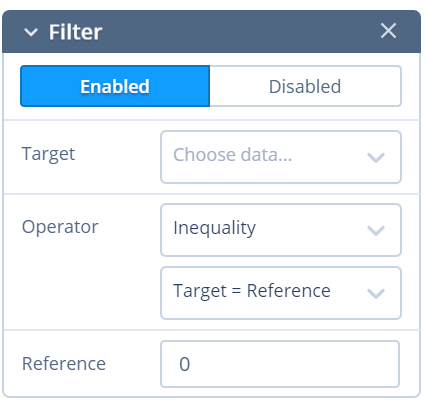 Filter
Enabled Disabled
Target Choose data...
Operator Inequality
Target = Reference
Reference 0